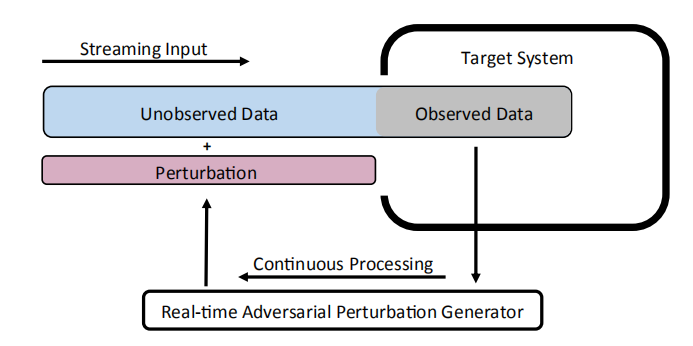 Streaming Input
Target System
Unobserved Data
Observed Data
+
Perturbation
Continuous Processing
Real-time Adversarial Perturbation Generator